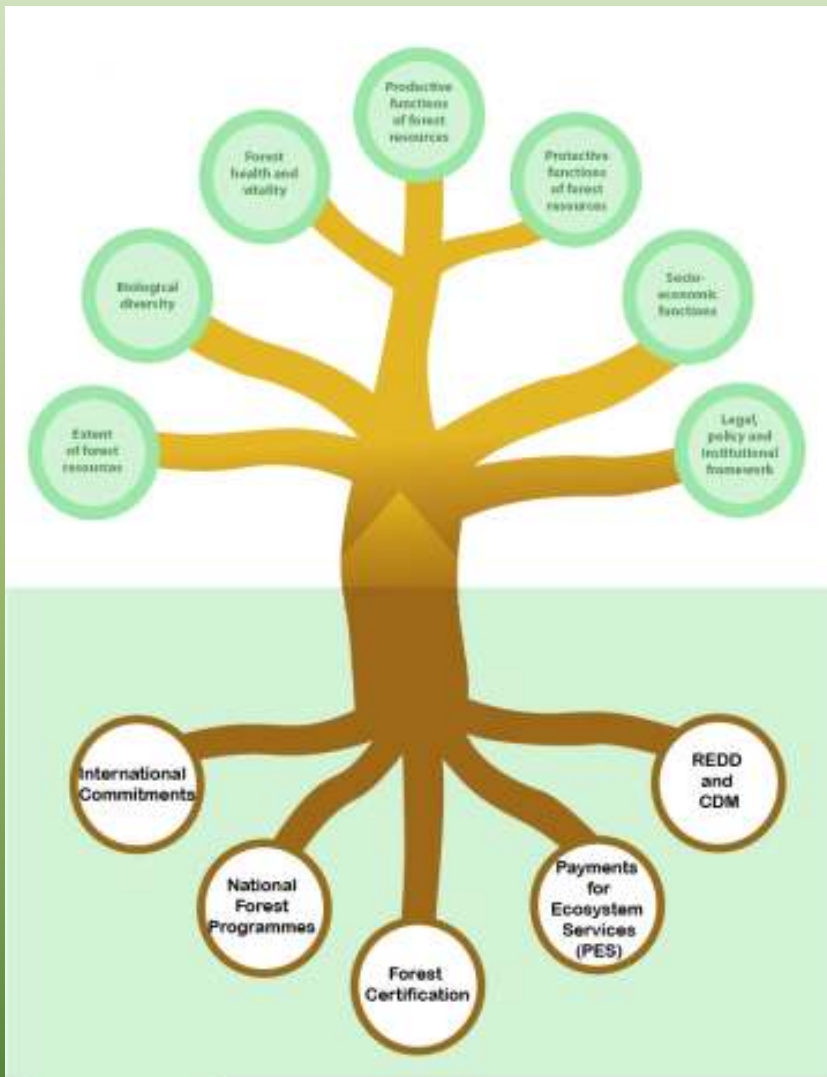 Productive
functions
of forest
resources
Forest
health and
vitality
Protective
functions
of forest
resources
Biological
diversity
Socio-
economic
functions
Extent
of forest
resources
Legal,
policy and
institutional
framework
International
Commitments
REDD
and
CDM
National
Forest
Programmes
Payments
for
Ecosystem
Services
(PES)
Forest
Certification